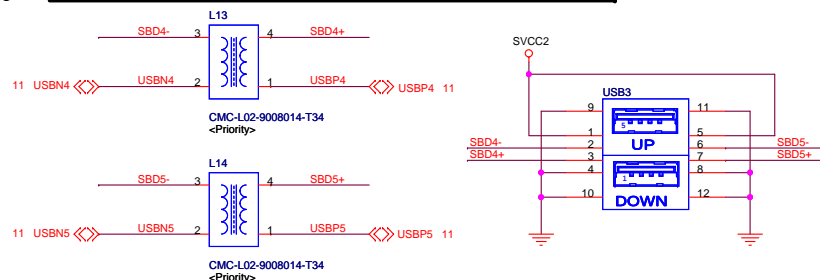 L13
SBD4- 3 4 SBD4+
11 USBN4 USBN4 2 1 USBP4 USBP4 11
CMC-L02-9008014-T34
<Priority>
L14
SBD5- 3 4 SBD5+
11 USBN5 USBN5 2 1 USBP5 USBP5 11
CMC-L02-9008014-T34
<Priority>
SVCC2
USB3
9 11
5
1 5
UP
SBD4- 2 6 SBD5-
SBD4+ 3 7 SBD5+
4 8
1
10 12
DOWN